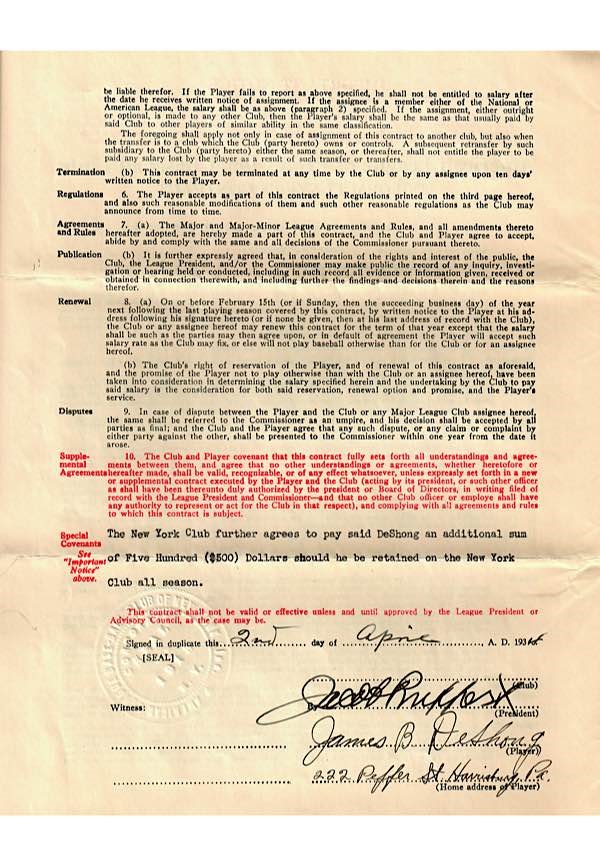 be liable therefor. If the Player fails to report as above specified, he shall not be entitled to salary after
the date he receives written notice of assignment. If the assignee is a member either of the National or
American League, the salary shall be as above (paragraph 2) specified. If the assignment, either outright
or optional, is made to any other Club, then the Player's salary shall be the same as that usually paid by
said Club to other players of similar ability in the same classification.
The foregoing shall apply not only in case of assignment of this contract to another club, but also when
the transfer is to a club which the Club (party hereto) owns or controls. A subsequent retransfer by such
subsidiary to the Club (party hereto) either the same season, or thereafter, shall not entitle the player to be
paid any salary lost by the player as a result of such transfer or transfers.
Termination (b) This contract may be terminated at any time by the Club or by any assignee upon ten days'
written notice to the Player.
Regulations 6. The Player accepts as part of this contract the Regulations printed on the third page hereof,
and also such reasonable modifications of them and such other reasonable regulations as the Club may
announce from time to time.
Agreements 7. (a) The Major and Major-Minor League Agreements and Rules, and all amendments thereto
and Rules hereafter adopted, are hereby made a part of this contract, and the Club and Player agree to accept,
abide by and comply with the same and all decisions of the Commissioner pursuant thereto.
Publication (b) It is further expressly agreed that, in consideration of the rights and interest of the public, the
Club, the League President, and/or the Commissioner may make public the record of any inquiry, investi-
gation or hearing held or conducted, including in such record all evidence or information given, received or
obtained in connection therewith, and including further the findings and decisions therein and the reasons
therefor.
Renewal 8. (a) On or before February 15th (or if Sunday, then the succeeding business day) of the year
next following the last playing season covered by this contract, by written notice to the Player at his ad-
dress following his signature hereto (or if none be given, then at his last address of record with the Club),
the Club or any assignee hereof may renew this contract for the term of that year except that the salary
shall be such as the parties may then agree upon, or in default of agreement the Player will accept such
salary rate as the Club may fix, or else will not play baseball otherwise than for the Club or for an assignee
hereof.
(b) The Club's right of reservation of the Player, and of renewal of this contract as aforesaid,
and the promise of the Player not to play otherwise than with the Club or an assignee hereof, have been
taken into consideration in determining the salary specified herein and the undertaking by the Club to pay
said salary is the consideration for both said reservation, renewal option and promise, and the Player's
service.
Disputes 9. In case of dispute between the Player and the Club or any Major League Club assignee hereof,
the same shall be referred to the Commissioner as an umpire, and his decision shall be accepted by all
parties as final; and the Club and Player agree that any such dispute, or any claim or complaint by
either party against the other, shall be presented to the Commissioner within one year from the date it
arose.
Supple- 10. The Club and Player covenant that this contract fully sets forth all understandings and agree-
mental ments between them, and agree that no other understandings or agreements, whether heretofore or
Agreements hereafter made, shall be valid, recognizable, or of any effect whatsoever, unless expressly set forth in a new
or supplemental contract executed by the Player and the Club (acting by its president, or such other officer
as shall have been thereunto duly authorized by the president or Board of Directors, in writing filed of
record with the League President and Commissioner—and that no other Club officer or employe shall have
any authority to represent or act for the Club in that respect), and complying with all agreements and rules
to which this contract is subject.
Special The New York Club further agrees to pay said DeShong an additional sum
Covenants
See of Five Hundred ($500) Dollars should he be retained on the New York
"Important
Notice" Club all season.
above.
This contract shall not be valid or effective unless and until approved by the League President or
Advisory Council, as the case may be.
Signed in duplicate this 2nd day of April, A. D. 1934
[SEAL]
(Club)
Witness: By Jacob Ruppert
(President)
James B DeShong
(Player)
222 Peffer St Harrisburg, Pa.
(Home address of Player)